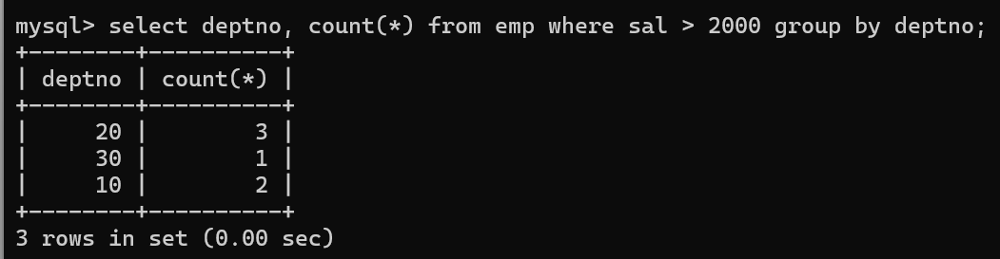 mysql> select deptno, count(*) from emp where sal > 2000 group by deptno;
+--------+----------+
| deptno | count(*) |
+--------+----------+
|     20 |        3 |
|     30 |        1 |
|     10 |        2 |
+--------+----------+
3 rows in set (0.00 sec)